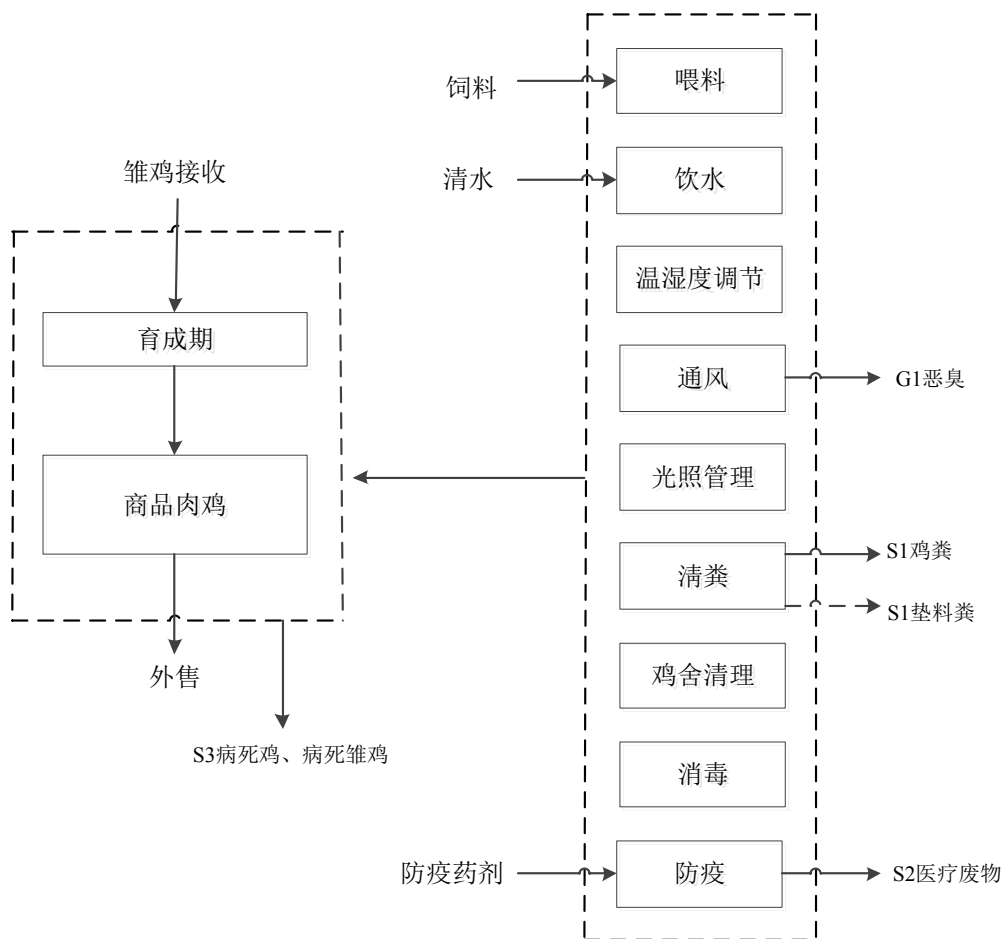 饲料
喂料
雏鸡接收
清水
饮水
温湿度调节
育成期
通风
G1恶臭
商品肉鸡
光照管理
清粪
S1鸡粪
S1垫料粪
外售
鸡舍清理
S3病死鸡、病死雏鸡
消毒
防疫药剂
防疫
S2医疗废物